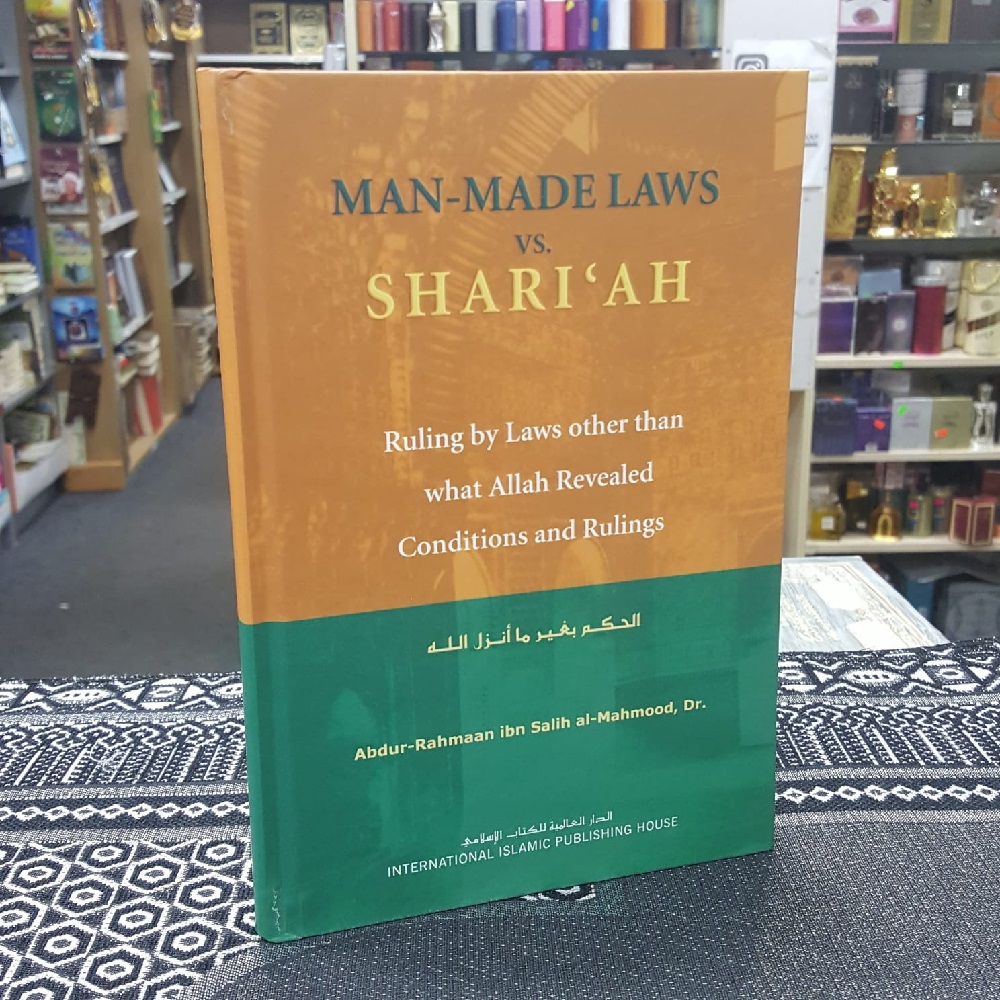 MAN-MADE LAWS
VS.
SHARI‘AH
Ruling by Laws other than
what Allah Revealed
Conditions and Rulings
الحكم بغير ما أنزل الله
Abdur-Rahmaan ibn Salih al-Mahmood, Dr.
الدار العالمية للكتاب الإسلامي
INTERNATIONAL ISLAMIC PUBLISHING HOUSE